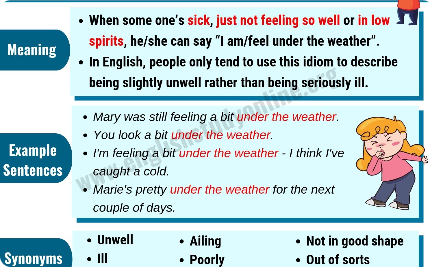 Meaning
• When some one's sick, just not feeling so well or in low
spirits, he/she can say "I am/feel under the weather".
• In English, people only tend to use this idiom to describe
being slightly unwell rather than being seriously ill.
Example
Sentences
• Mary was still feeling a bit under the weather.
• You look a bit under the weather.
• I'm feeling a bit under the weather - I think I've
caught a cold.
• Marie's pretty under the weather for the next
couple of days.
www.englishstudyonline.org
Synonyms
• Unwell • Ailing • Not in good shape
• Ill • Poorly • Out of sorts